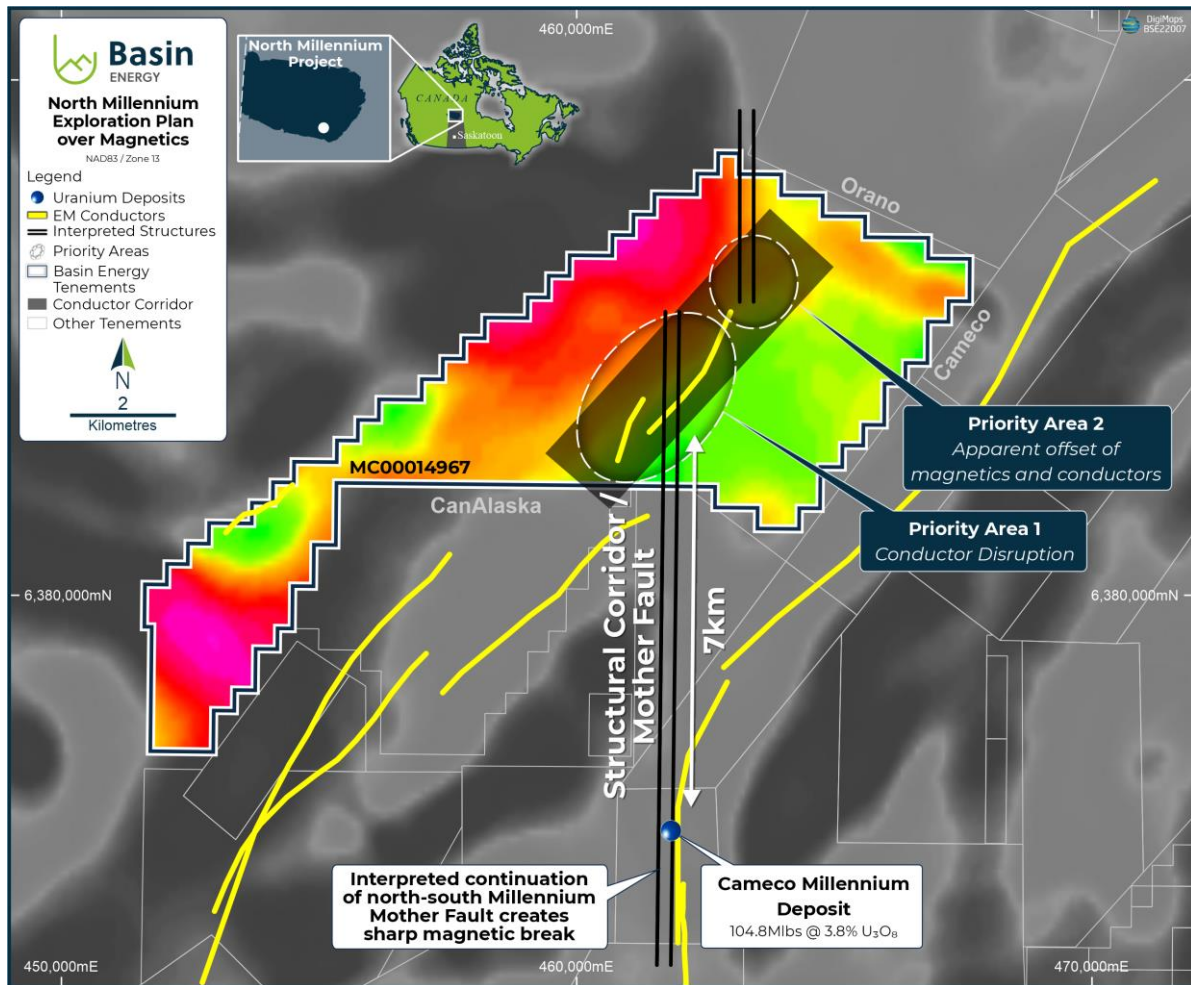 Basin
ENERGY
North Millennium
Exploration Plan
over Magnetics
NAD83 / Zone 13
Legend
Uranium Deposits
EM Conductors
Interpreted Structures
Priority Areas
Basin Energy
Tenements
Conductor Corridor
Other Tenements
N
2
Kilometres
North Millennium
Project
CANADA
Saskatoon
460,000mE
DigiMaps
BSE22007
Orano
Cameco
MC00014967
CanAlaska
Priority Area 2
Apparent offset of
magnetics and conductors
Priority Area 1
Conductor Disruption
Structural Corridor /
Mother Fault
7km
6,380,000mN
6,380,000mN
Interpreted continuation
of north-south Millennium
Mother Fault creates
sharp magnetic break
Cameco Millennium
Deposit
104.8Mlbs @ 3.8% U₃O₈
450,000mE
460,000mE
470,000mE